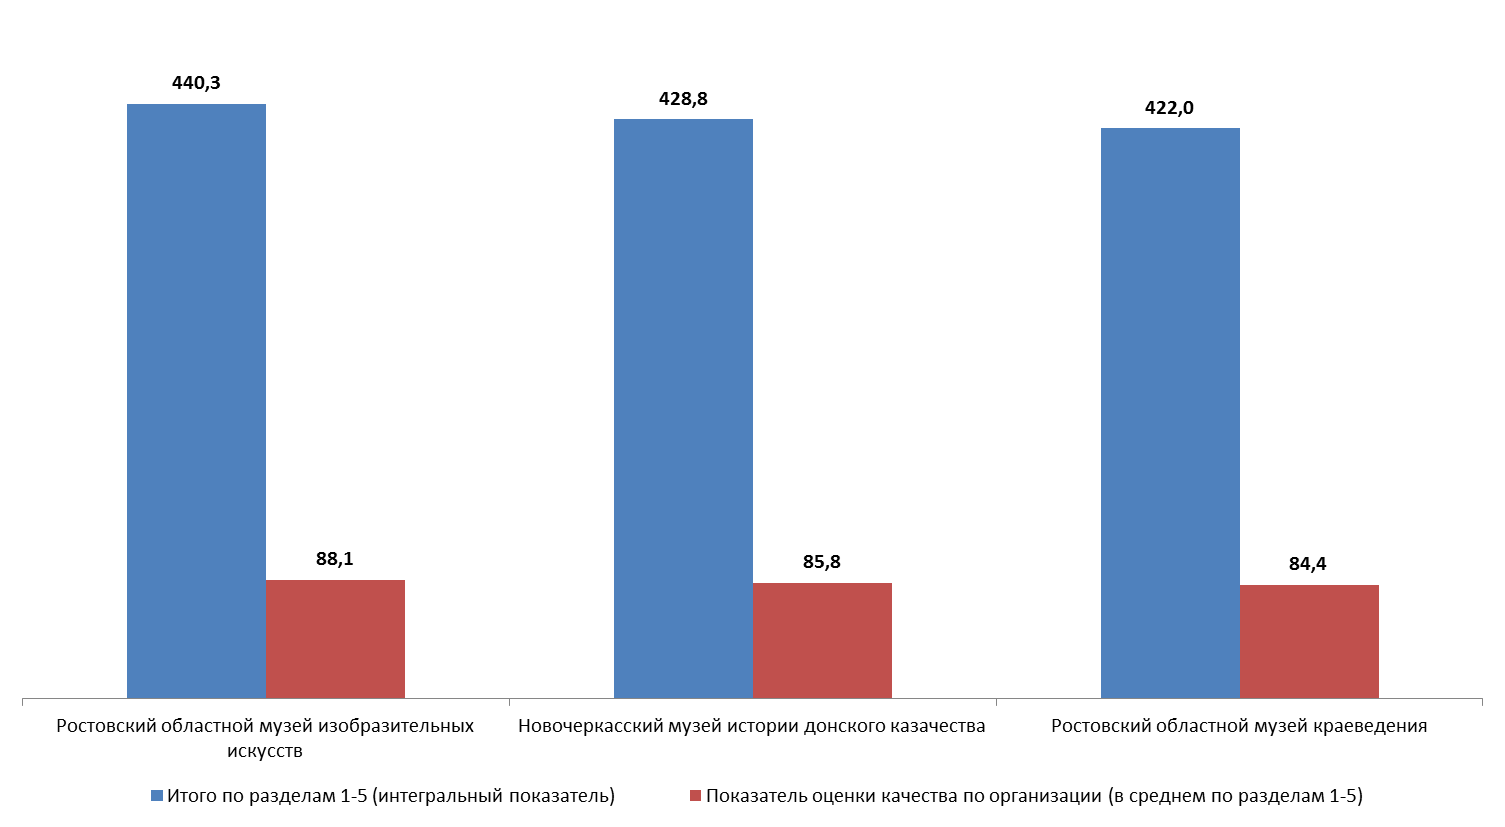 440,3
428,8
422,0
88,1
85,8
84,4
Ростовский областной музей изобразительных
искусств
Новочеркасский музей истории донского казачества
Ростовский областной музей краеведения
Итого по разделам 1-5 (интегральный показатель)
Показатель оценки качества по организации (в среднем по разделам 1-5)